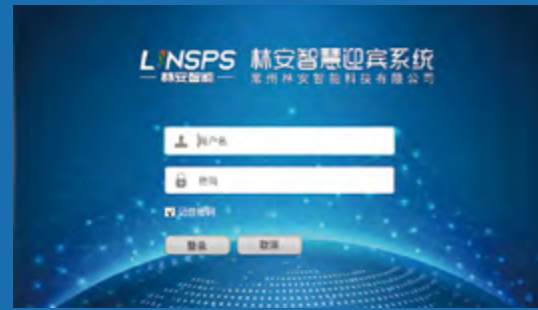 LINSPS 林安智慧迎宾系统
林安智能 常州林安智能科技有限公司
用户名
密码
记住密码
登录 取消